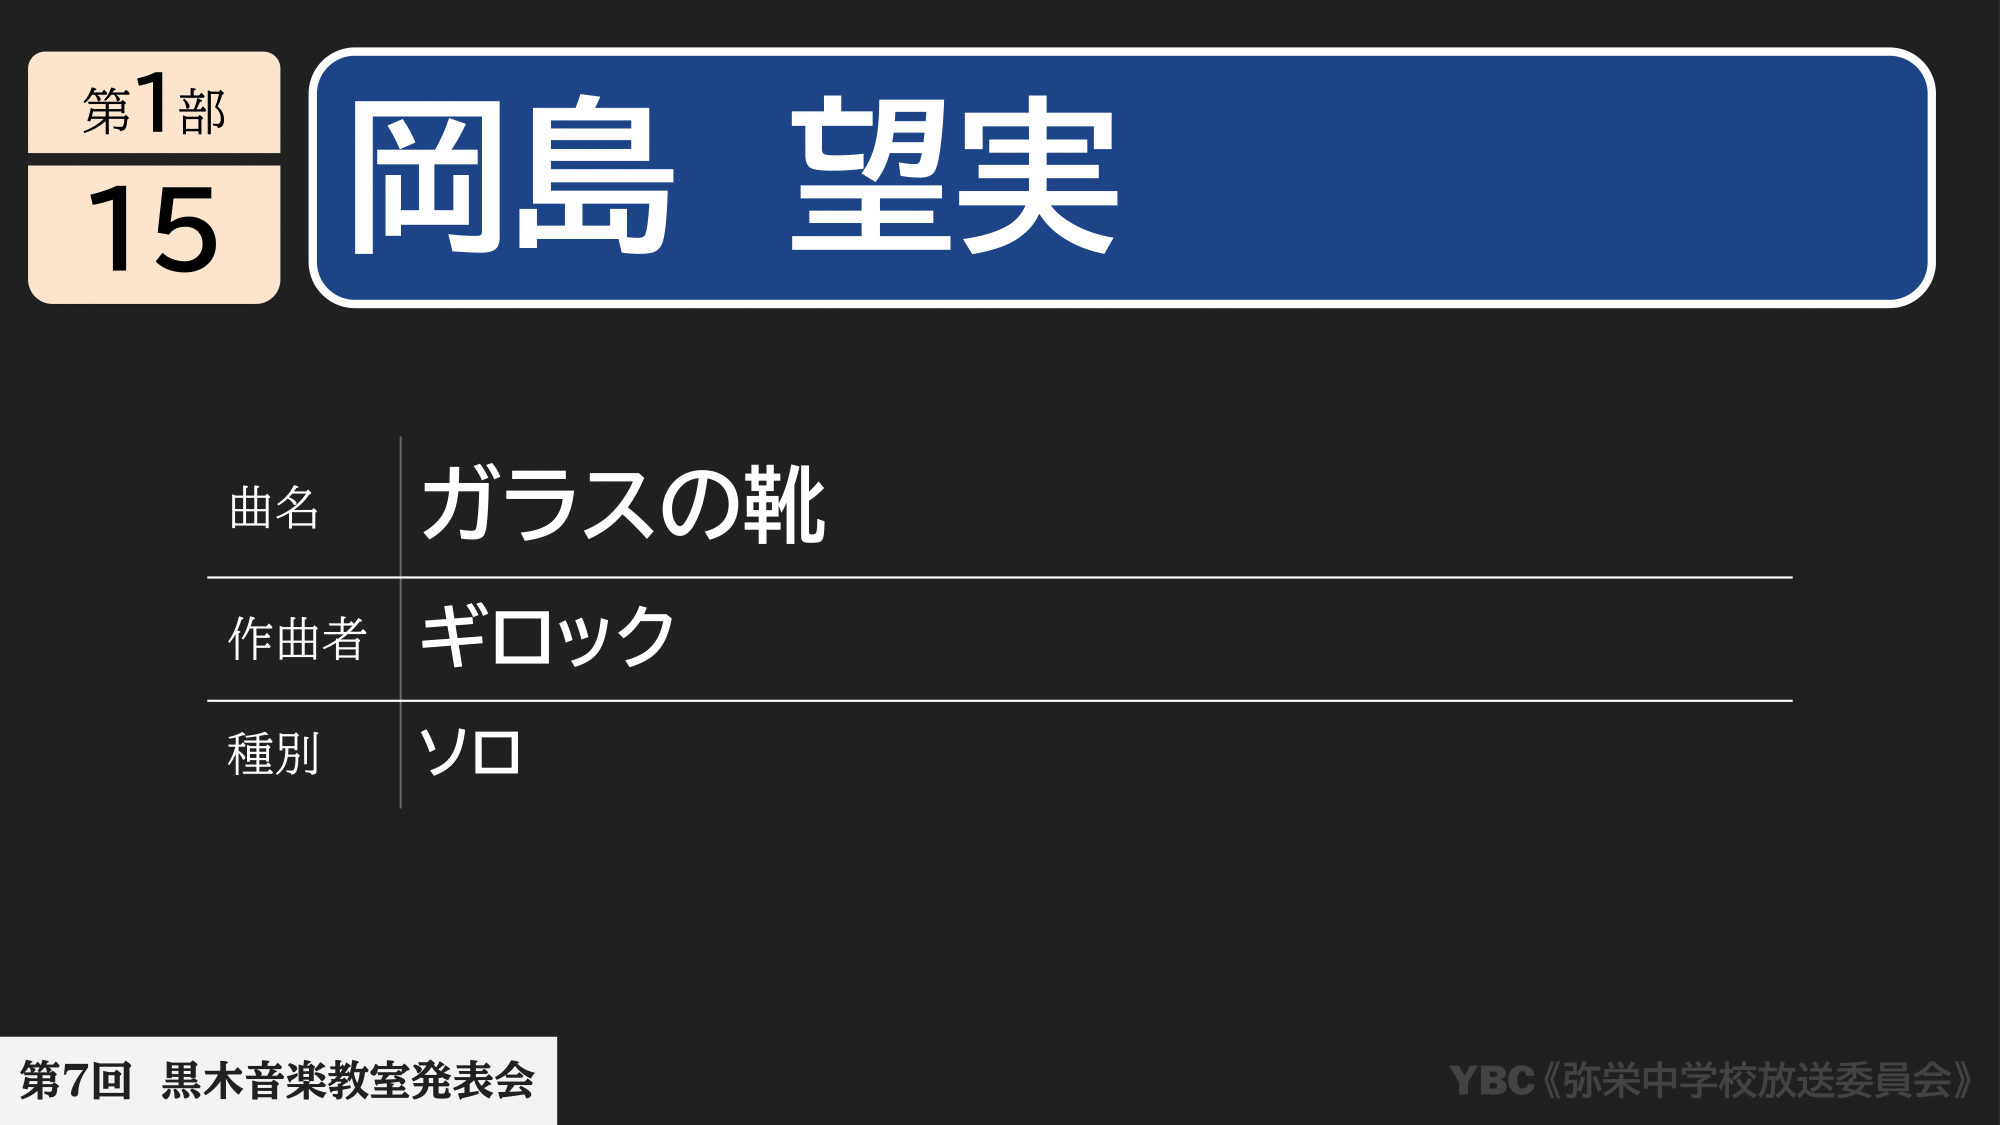 第1部
15
岡島 望実
曲名 ガラスの靴
作曲者 ギロック
種別 ソロ
第7回 黒木音楽教室発表会
YBC《弥栄中学校放送委員会》